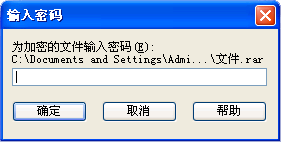 输入密码
为加密的文件输入密码(E):
C:\Documents and Settings\Admi...\文件.rar
确定
取消
帮助